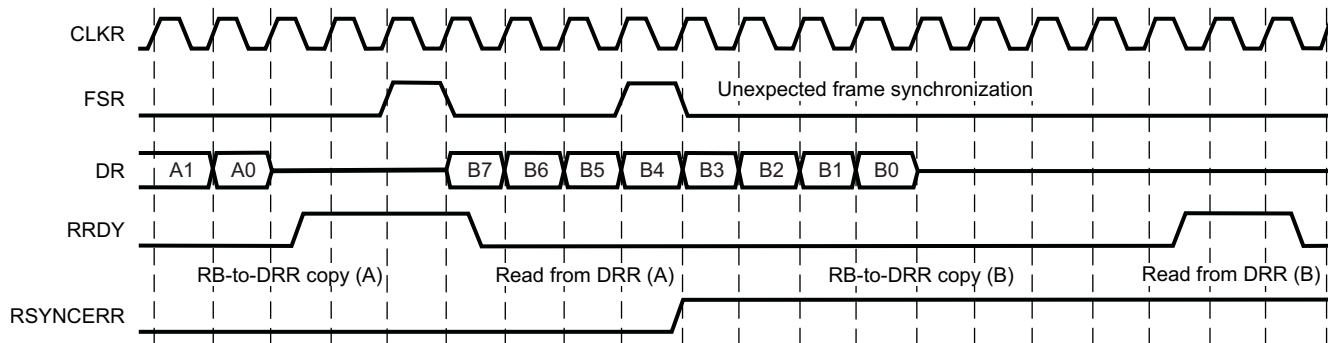 CLKR
FSR
Unexpected frame synchronization
DR
A1 A0 B7 B6 B5 B4 B3 B2 B1 B0
RRDY
RB-to-DRR copy (A) Read from DRR (A) RB-to-DRR copy (B) Read from DRR (B)
RSYNCERR